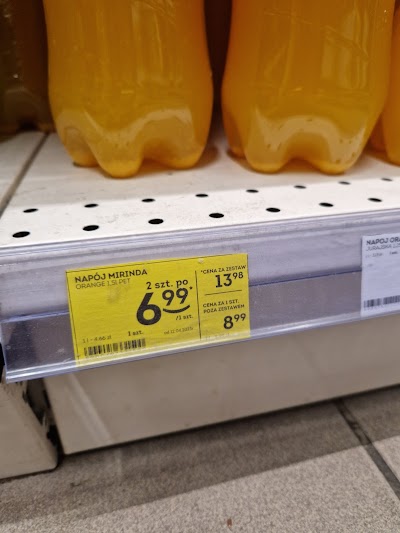 NAPÓJ MIRINDA
ORANGE 1,5l PET
2 szt. po
6,99*
/1 szt.
1 szt.
*CENA ZA ZESTAW
13 98
CENA ZA 1 SZT.
POZA ZESTAWEM
8 99
NAPÓJ